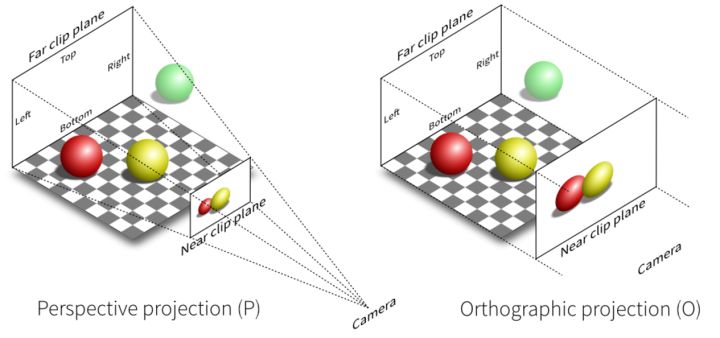 Far clip plane
Top
Right
Left
Bottom
Near clip plane
Camera
Perspective projection (P)
Far clip plane
Top
Right
Left
Bottom
Near clip plane
Camera
Orthographic projection (O)